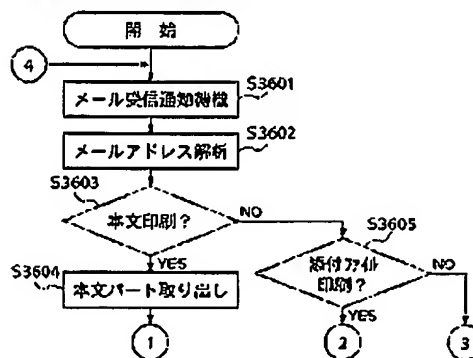 開 始
4
メール受信通知待機
S3601
メールアドレス解析
S3602
S3603
本文印刷?
NO
S3605
YES
添付ファイル
印刷?
NO
S3604
本文パート取り出し
YES
1
2
3